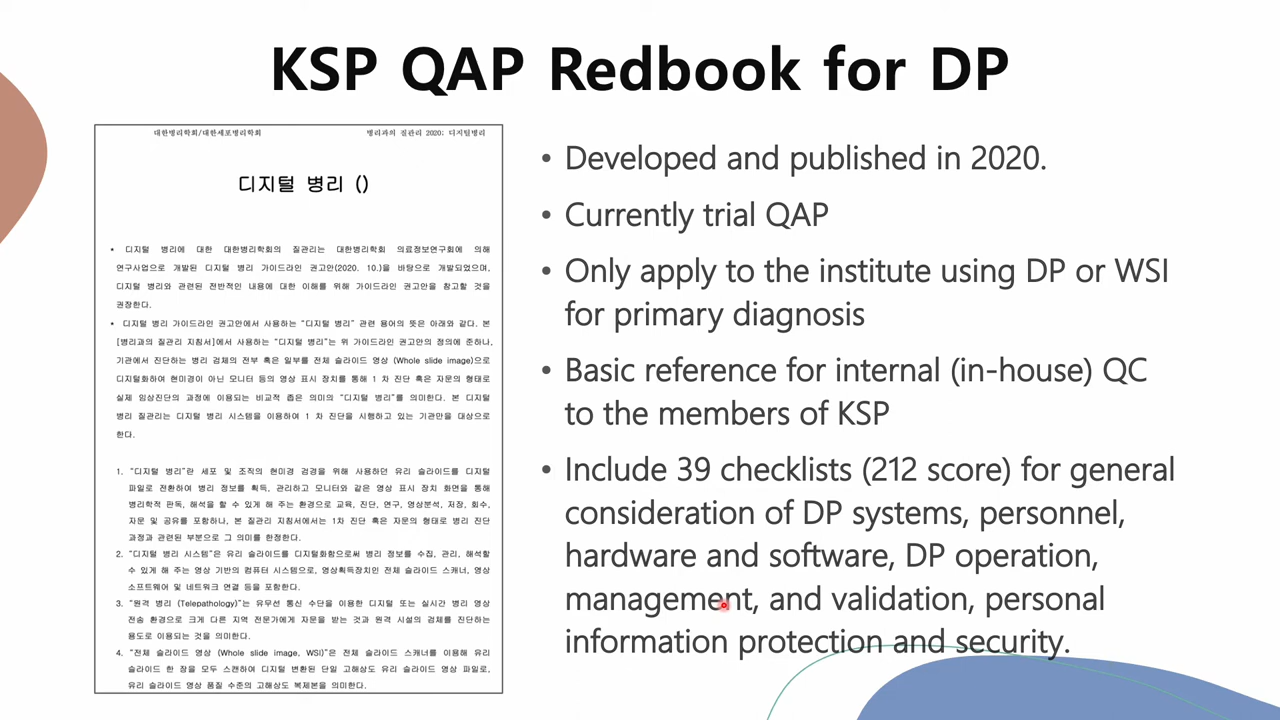 KSP QAP Redbook for DP
대한병리학회/대한세포병리학회 병리과의 질관리 2020; 디지털병리
디지털 병리 ()
• 디지털 병리에 대한 대한병리학회의 질관리는 대한병리학회 의료정보연구회에 의해
연구사업으로 개발된 디지털 병리 가이드라인 권고안(2020. 10.)을 바탕으로 개발되었으며,
디지털 병리와 관련된 전반적인 내용에 대한 이해를 위해 가이드라인 권고안을 참고할 것을
권장한다.
• 디지털 병리 가이드라인 권고안에서 사용하는 "디지털 병리" 관련 용어의 뜻은 아래와 같다. 본
[병리과의 질관리 지침서]에서 사용하는 "디지털 병리"는 위 가이드라인 권고안의 정의에 준하나,
기관에서 진단하는 병리 검체의 전부 혹은 일부를 전체 슬라이드 영상 (Whole slide image)으로
디지털화하여 현미경이 아닌 모니터 등의 영상 표시 장치를 통해 1 차 진단 혹은 자문의 형태로
실제 임상진단의 과정에 이용되는 비교적 좁은 의미의 "디지털 병리"를 의미한다. 본 디지털
병리 질관리는 디지털 병리 시스템을 이용하여 1 차 진단을 시행하고 있는 기관만을 대상으로
한다.
1. "디지털 병리"란 세포 및 조직의 현미경 검경을 위해 사용하던 유리 슬라이드를 디지털
파일로 전환하여 병리 정보를 획득, 관리하고 모니터와 같은 영상 표시 장치 화면을 통해
병리학적 판독, 해석을 할 수 있게 해 주는 환경으로 교육, 진단, 연구, 영상분석, 저장, 회수,
자문 및 공유를 포함하나, 본 질관리 지침서에서는 1차 진단 혹은 자문의 형태로 병리 진단
과정과 관련된 부분으로 그 의미를 한정한다.
2. "디지털 병리 시스템"은 유리 슬라이드를 디지털화함으로써 병리 정보를 수집, 관리, 해석할
수 있게 해 주는 영상 기반의 컴퓨터 시스템으로, 영상획득장치인 전체 슬라이드 스캐너, 영상
소프트웨어 및 네트워크 연결 등을 포함한다.
3. "원격 병리 (Telepathology)"는 유무선 통신 수단을 이용한 디지털 또는 실시간 병리 영상
전송 환경으로 크게 다른 지역 전문가에게 자문을 받는 것과 원격 시설의 검체를 진단하는
용도로 이용되는 것을 의미한다.
4. "전체 슬라이드 영상 (Whole slide image, WSI)"은 전체 슬라이드 스캐너를 이용해 유리
슬라이드 한 장을 모두 스캔하여 디지털 변환된 단일 고해상도 유리 슬라이드 영상 파일로,
유리 슬라이드 영상 품질 수준의 고해상도 복제본을 의미한다.
• Developed and published in 2020.
• Currently trial QAP
• Only apply to the institute using DP or WSI
for primary diagnosis
• Basic reference for internal (in-house) QC
to the members of KSP
• Include 39 checklists (212 score) for general
consideration of DP systems, personnel,
hardware and software, DP operation,
management, and validation, personal
information protection and security.